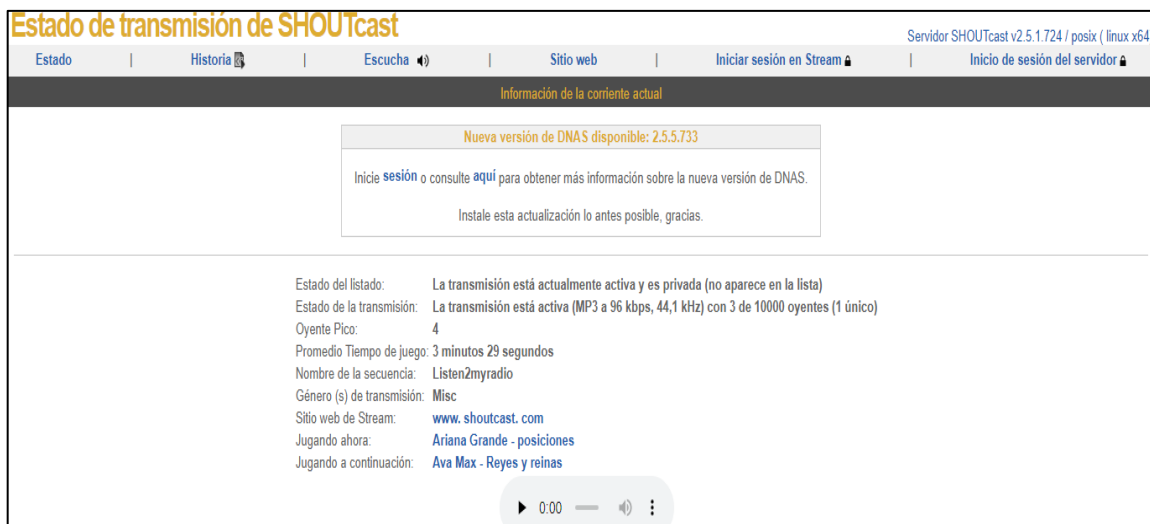 Estado de transmisión de SHOUTcast
Servidor SHOUTcast v2.5.1.724 / posix ( linux x64
Estado | Historia | Escucha | Sitio web | Iniciar sesión en Stream | Inicio de sesión del servidor
Información de la corriente actual
Nueva versión de DNAS disponible: 2.5.5.733
Inicie sesión o consulte aquí para obtener más información sobre la nueva versión de DNAS.
Instale esta actualización lo antes posible, gracias.
Estado del listado: La transmisión está actualmente activa y es privada (no aparece en la lista)
Estado de la transmisión: La transmisión está activa (MP3 a 96 kbps, 44,1 kHz) con 3 de 10000 oyentes (1 único)
Oyente Pico: 4
Promedio Tiempo de juego: 3 minutos 29 segundos
Nombre de la secuencia: Listen2myradio
Género (s) de transmisión: Misc
Sitio web de Stream: www. shoutcast. com
Jugando ahora: Ariana Grande - posiciones
Jugando a continuación: Ava Max - Reyes y reinas
0:00